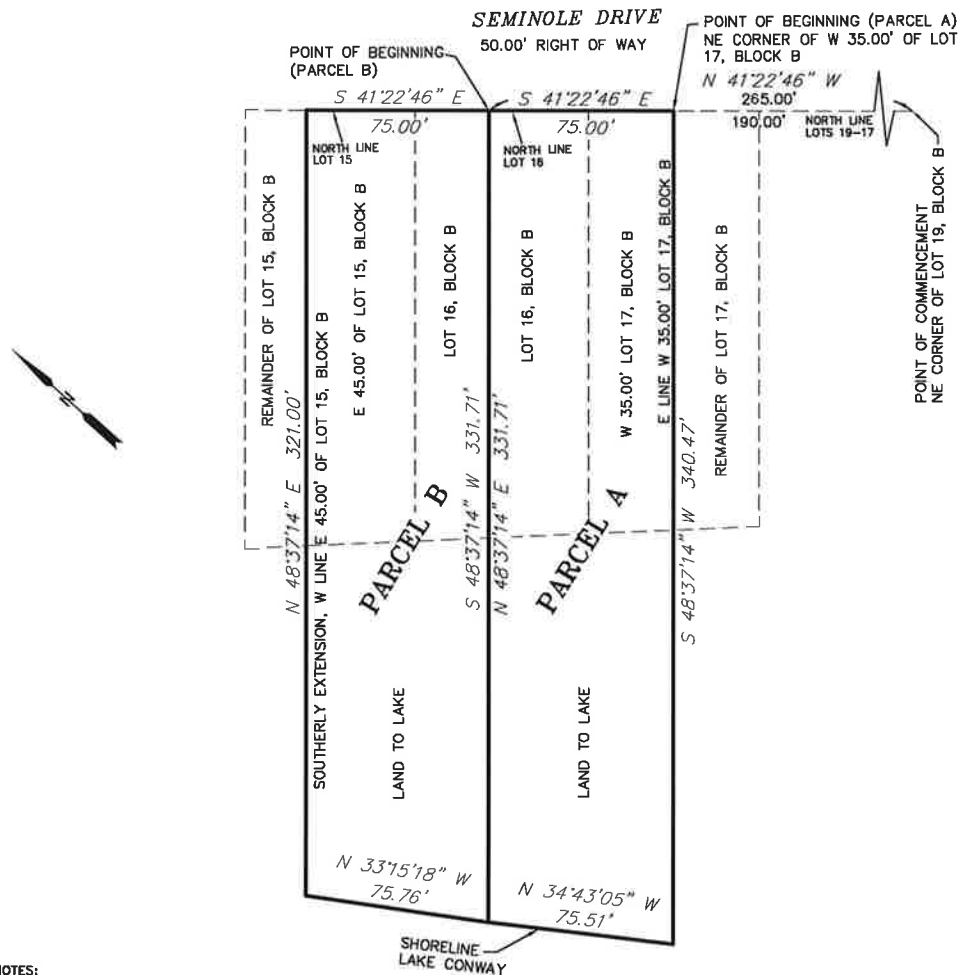 SEMINOLE DRIVE
50.00' RIGHT OF WAY
POINT OF BEGINNING (PARCEL A)
NE CORNER OF W 35.00' OF LOT
17, BLOCK B
POINT OF BEGINNING
(PARCEL B)
N 41°22'46" W
265.00'
190.00'
NORTH LINE
LOTS 19-17
S 41°22'46" E
75.00'
S 41°22'46" E
75.00'
NORTH LINE
LOT 15
NORTH LINE
LOT 16
REMAINDER OF LOT 15, BLOCK B
E 45.00' OF LOT 15, BLOCK B
LOT 16, BLOCK B
LOT 16, BLOCK B
W 35.00' LOT 17, BLOCK B
E LINE W 35.00' LOT 17, BLOCK B
REMAINDER OF LOT 17, BLOCK B
POINT OF COMMENCEMENT
NE CORNER OF LOT 19, BLOCK B
N
N 48°37'14" E 321.00'
SOUTHERLY EXTENSION, W LINE E 45.00' OF LOT 15, BLOCK B
S 48°37'14" W 331.71'
N 48°37'14" E 331.71'
S 48°37'14" W 340.47'
PARCEL B
PARCEL A
LAND TO LAKE
LAND TO LAKE
N 33°15'18" W
75.76'
N 34°43'05" W
75.51'
SHORELINE
LAKE CONWAY
NOTES: